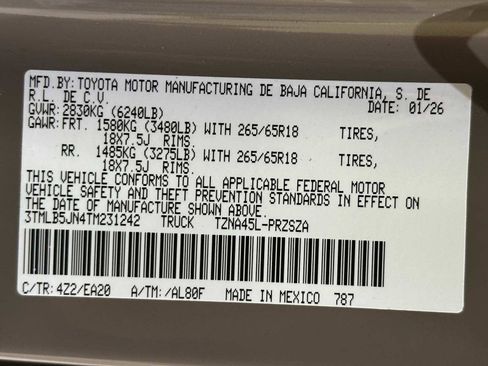 MFD.BY:TOYOTA MOTOR MANUFACTURING DE BAJA CALIFORNIA, S. DE
R.L. DE C.V. DATE: 01/26
GVWR: 2830KG (6240LB)
GAWR: FRT. 1580KG (3480LB) WITH 265/65R18 TIRES,
18X7.5J RIMS.
RR. 1485KG (3275LB) WITH 265/65R18 TIRES,
18X7.5J RIMS.
THIS VEHICLE CONFORMS TO ALL APPLICABLE FEDERAL MOTOR
VEHICLE SAFETY AND THEFT PREVENTION STANDARDS IN EFFECT ON
THE DATE OF MANUFACTURE SHOWN ABOVE.
3TMLB5JN4TM231242 TRUCK TZNA45L-PRZSZA
C/TR: 4Z2/EA20 A/TM: /AL80F MADE IN MEXICO 787